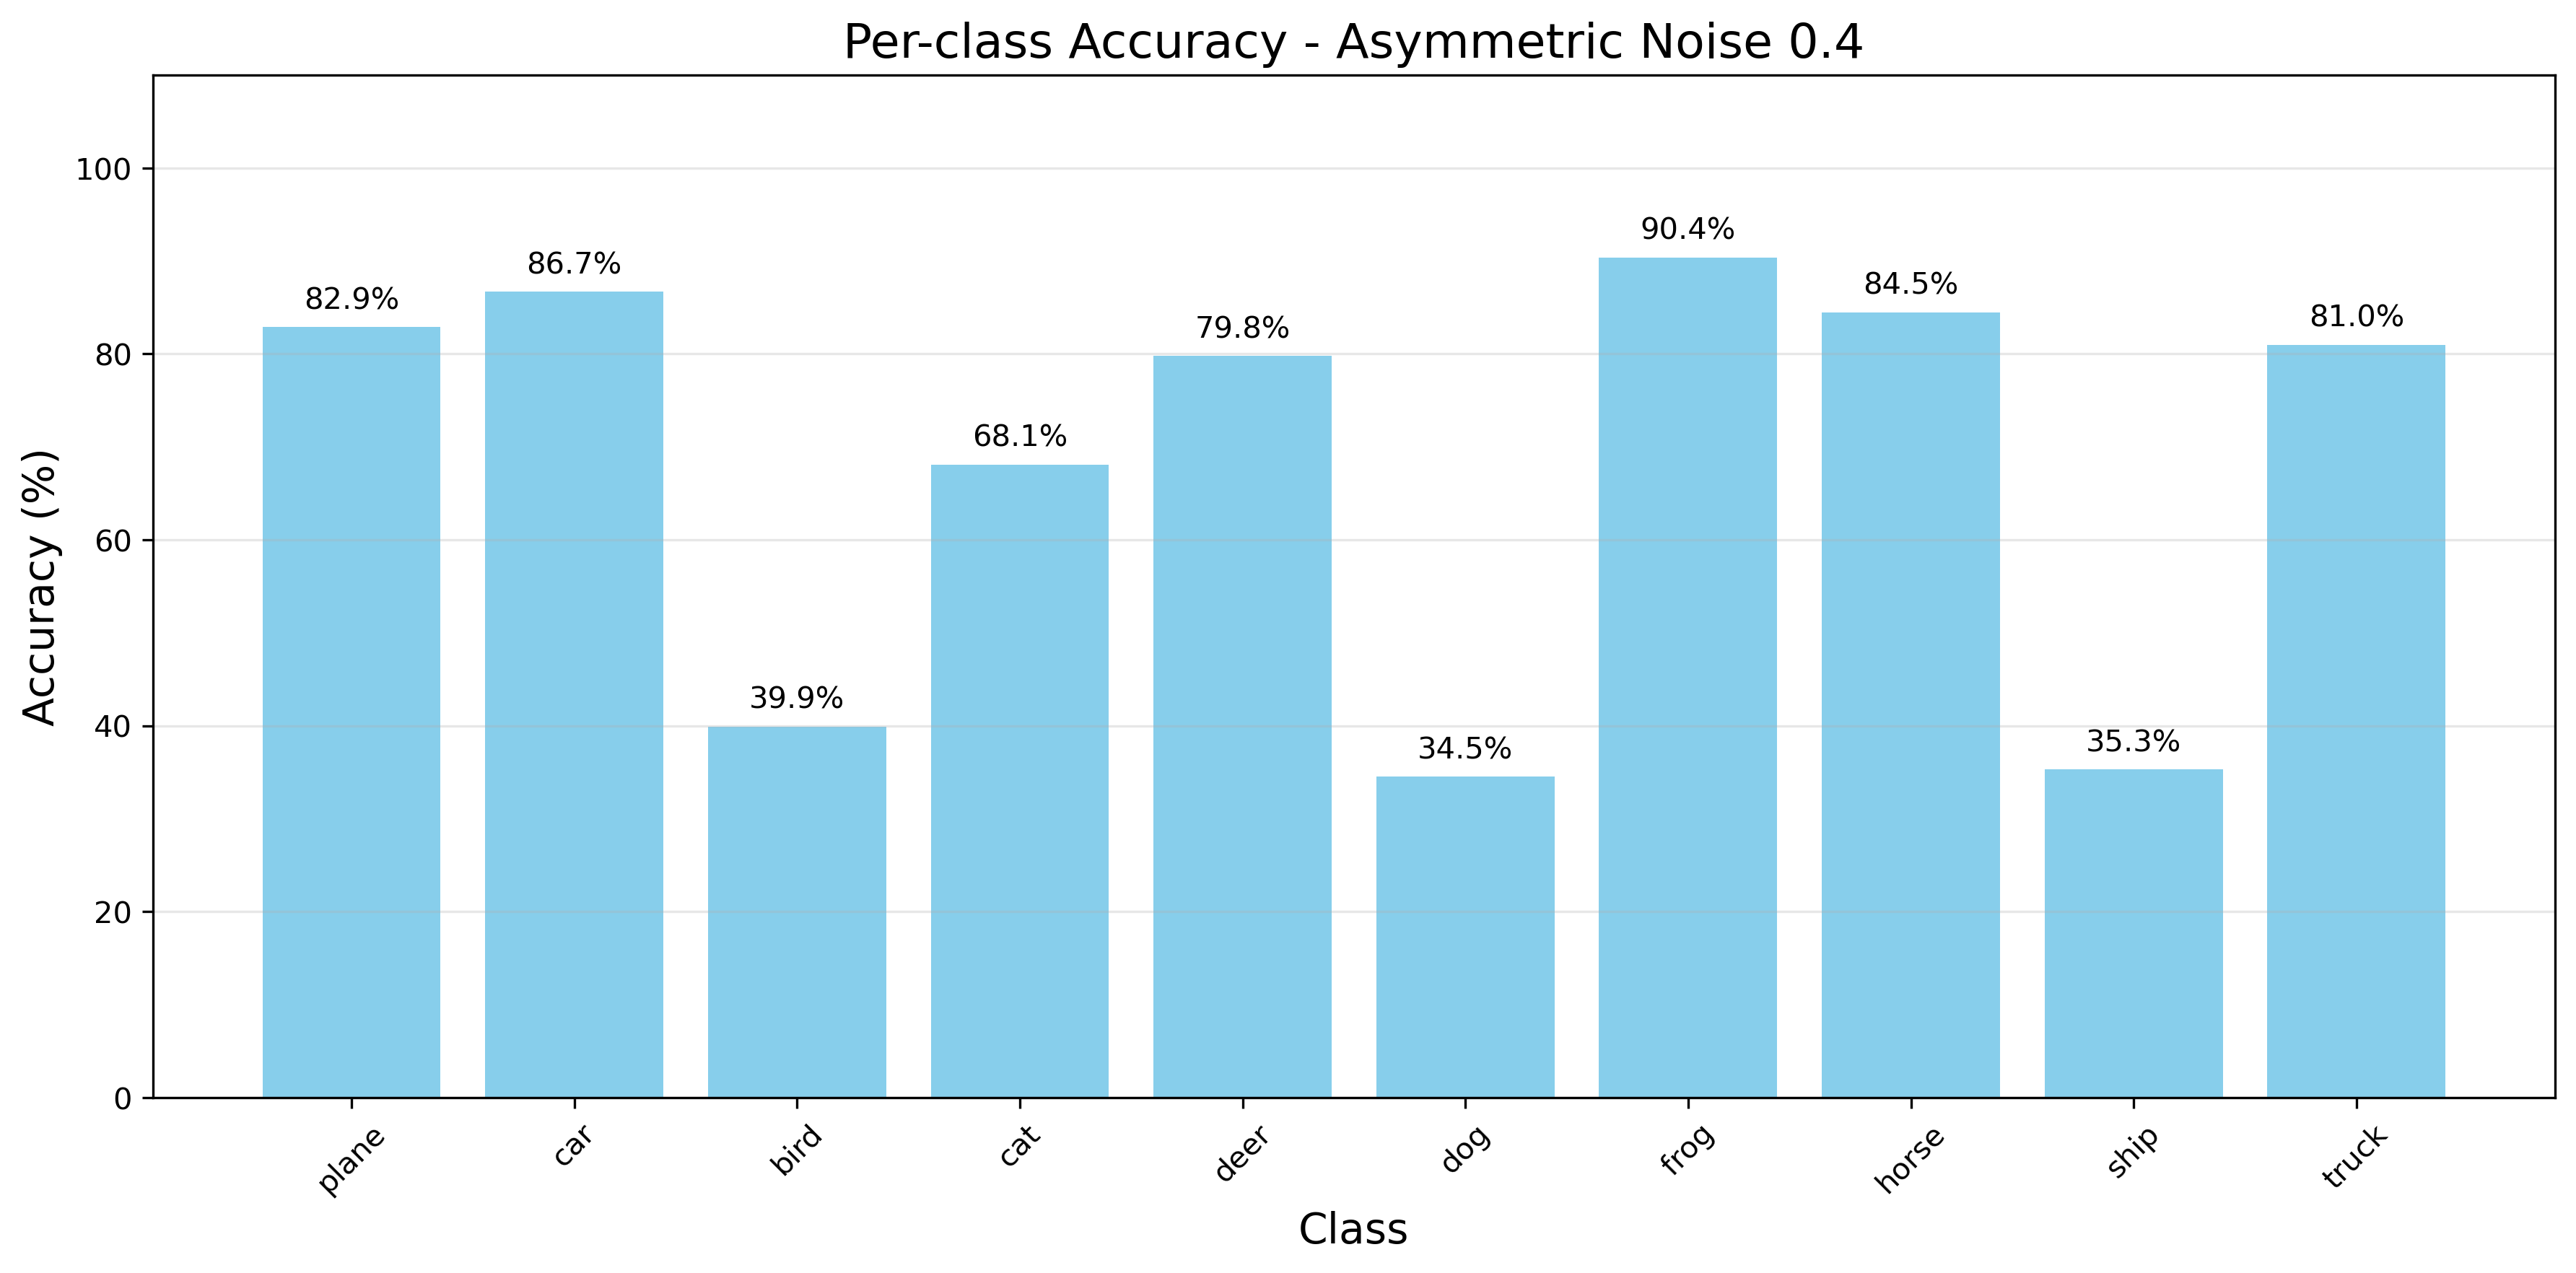 Per-class Accuracy - Asymmetric Noise 0.4
Accuracy (%)
100
80
60
40
20
0
82.9%
86.7%
39.9%
68.1%
79.8%
34.5%
90.4%
84.5%
35.3%
81.0%
plane
car
bird
cat
deer
dog
frog
horse
ship
truck
Class